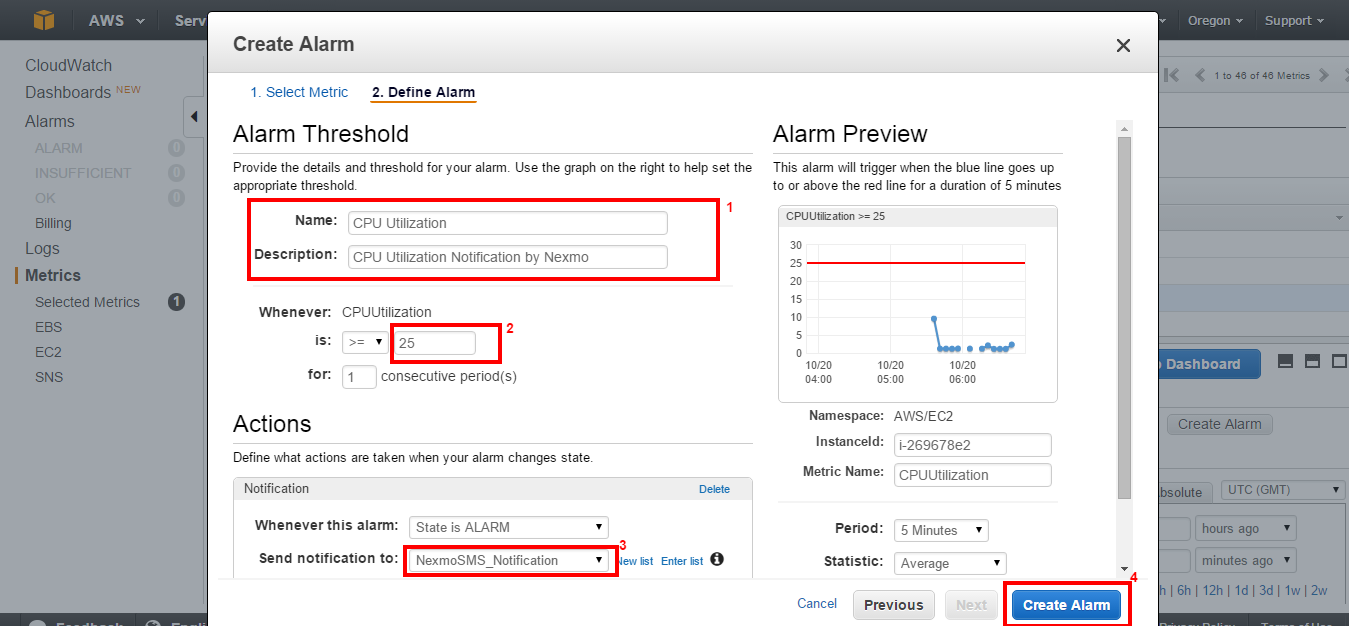 AWS
Serv
Oregon
Support
CloudWatch
Dashboards NEW
Alarms
ALARM 0
INSUFFICIENT 0
OK 0
Billing
Logs
Metrics
Selected Metrics 1
EBS
EC2
SNS
Create Alarm
1. Select Metric
2. Define Alarm
Alarm Threshold
Provide the details and threshold for your alarm. Use the graph on the right to help set the
appropriate threshold.
1
Name: CPU Utilization
Description: CPU Utilization Notification by Nexmo
Whenever: CPUUtilization
2
is: >= 25
for: 1 consecutive period(s)
Actions
Define what actions are taken when your alarm changes state.
Notification Delete
Whenever this alarm: State is ALARM
3
Send notification to: NexmoSMS_Notification New list Enter list
Alarm Preview
This alarm will trigger when the blue line goes up
to or above the red line for a duration of 5 minutes
CPUUtilization >= 25
30
25
20
15
10
5
0
10/20 10/20 10/20
04:00 05:00 06:00
Namespace: AWS/EC2
InstanceId: i-269678e2
Metric Name: CPUUtilization
Period: 5 Minutes
Statistic: Average
4
Cancel Previous Next Create Alarm
1 to 46 of 46 Metrics
Dashboard
Create Alarm
bsolute UTC (GMT)
hours ago
minutes ago
h | 6h | 12h | 1d | 3d | 1w | 2w
Feedback Engli
Privacy Policy Terms of Use